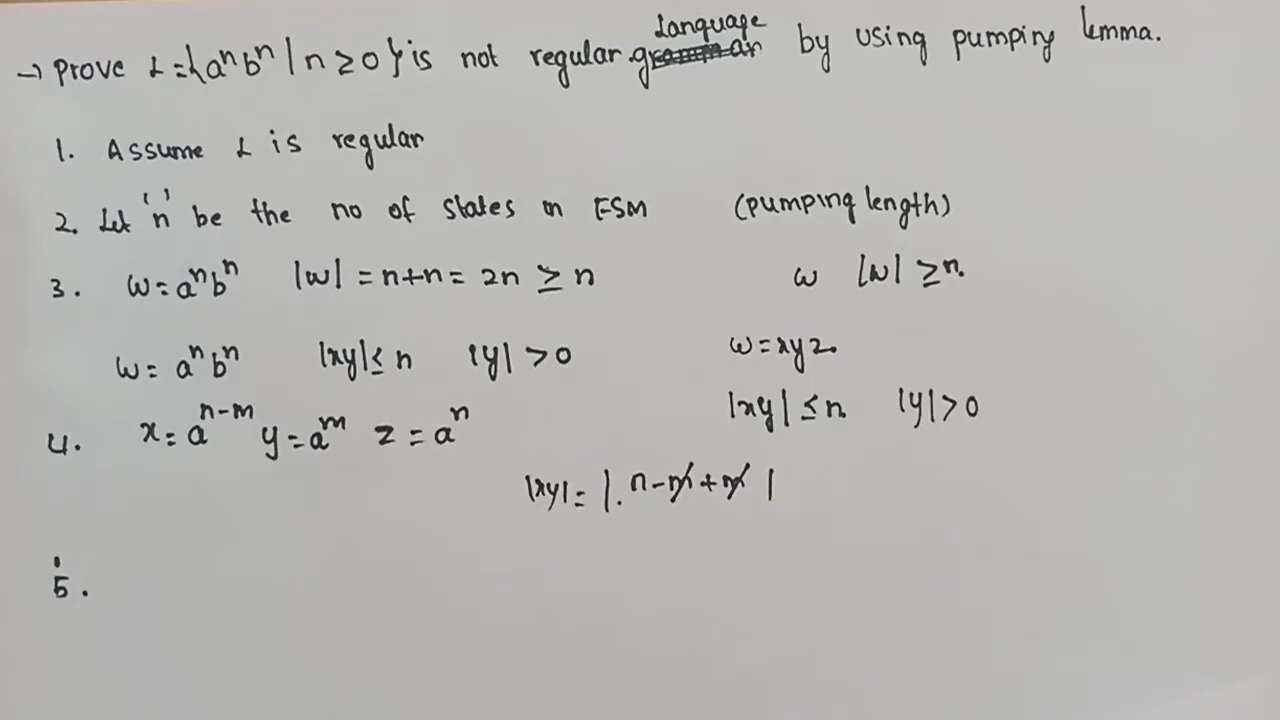 → Prove L = {aⁿbⁿ | n ≥ 0} is not regular Language by using pumping lemma.
1. Assume L is regular
2. Let 'n' be the no of states in FSM (pumping length)
3. w = aⁿbⁿ |w| = n+n = 2n ≥ n w |w| ≥ n.
w = aⁿbⁿ |xy| ≤ n |y| > 0 w = xyz.
|xy| ≤ n. |y| > 0
4. x = aⁿ⁻ᵐ y = aᵐ z = aⁿ
|xy| = |. n-m+m |
5.